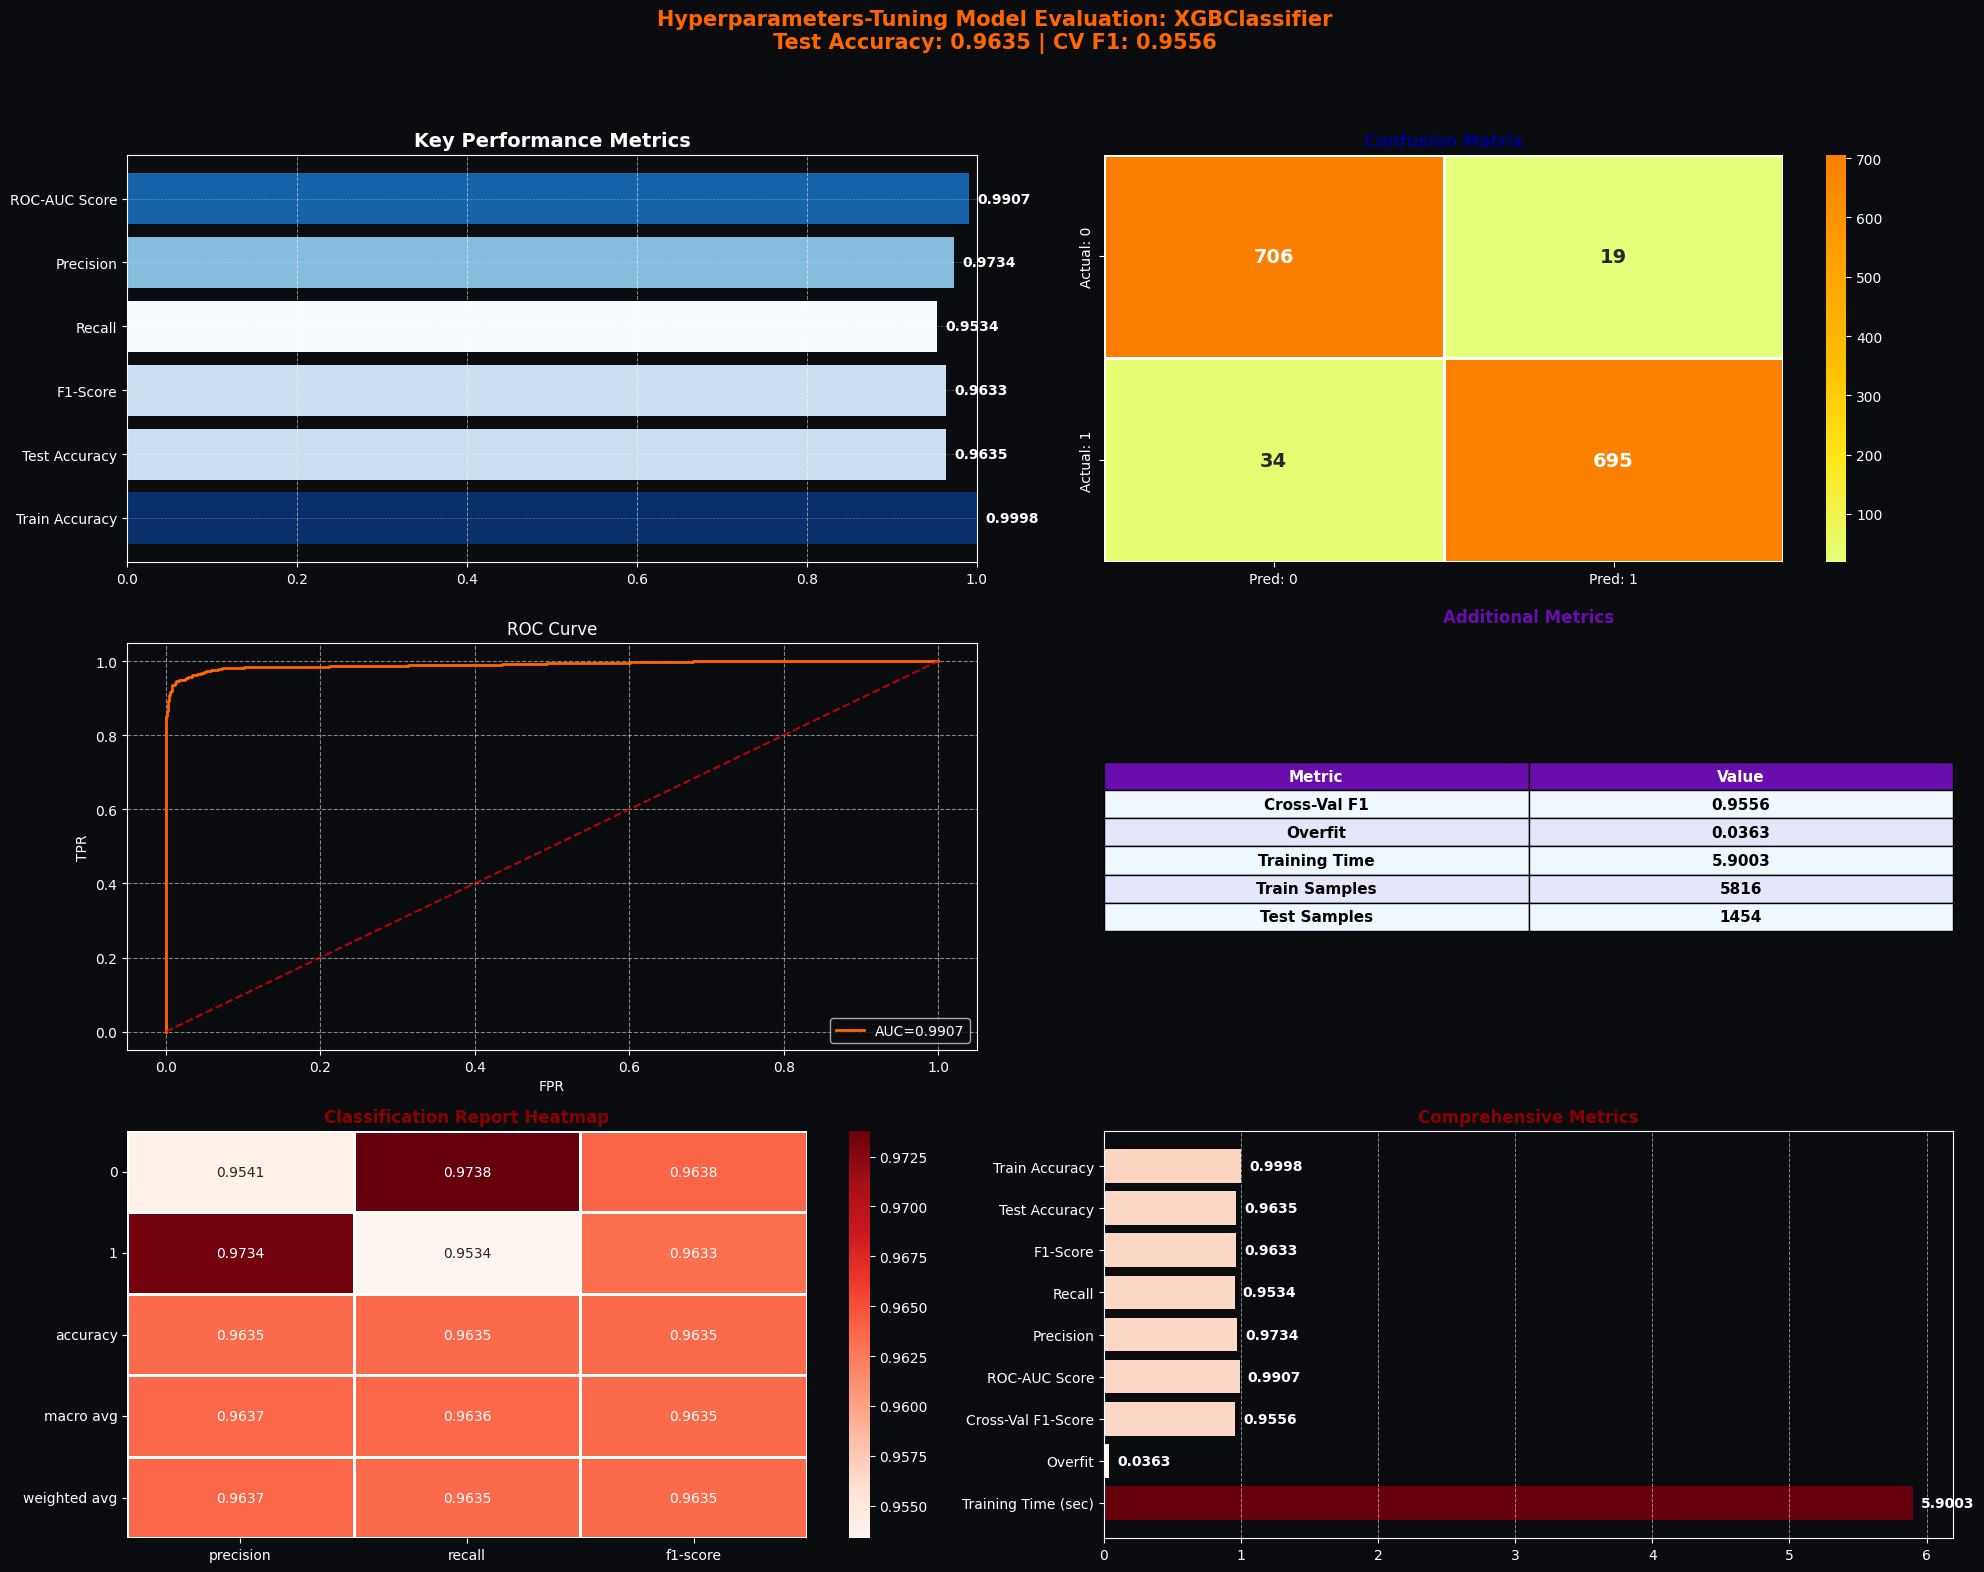 Hyperparameters-Tuning Model Evaluation: XGBClassifier
Test Accuracy: 0.9635 | CV F1: 0.9556
Key Performance Metrics
ROC-AUC Score 0.9907
Precision 0.9734
Recall 0.9534
F1-Score 0.9633
Test Accuracy 0.9635
Train Accuracy 0.9998
0.0 0.2 0.4 0.6 0.8 1.0
Confusion Matrix
Actual: 0 706 19
Actual: 1 34 695
Pred: 0 Pred: 1
700
600
500
400
300
200
100
ROC Curve
TPR
1.0
0.8
0.6
0.4
0.2
0.0
AUC=0.9907
0.0 0.2 0.4 0.6 0.8 1.0
FPR
Additional Metrics
Metric Value
Cross-Val F1 0.9556
Overfit 0.0363
Training Time 5.9003
Train Samples 5816
Test Samples 1454
Classification Report Heatmap
0 0.9541 0.9738 0.9638
1 0.9734 0.9534 0.9633
accuracy 0.9635 0.9635 0.9635
macro avg 0.9637 0.9636 0.9635
weighted avg 0.9637 0.9635 0.9635
precision recall f1-score
0.9725
0.9700
0.9675
0.9650
0.9625
0.9600
0.9575
0.9550
Comprehensive Metrics
Train Accuracy 0.9998
Test Accuracy 0.9635
F1-Score 0.9633
Recall 0.9534
Precision 0.9734
ROC-AUC Score 0.9907
Cross-Val F1-Score 0.9556
Overfit 0.0363
Training Time (sec) 5.9003
0 1 2 3 4 5 6